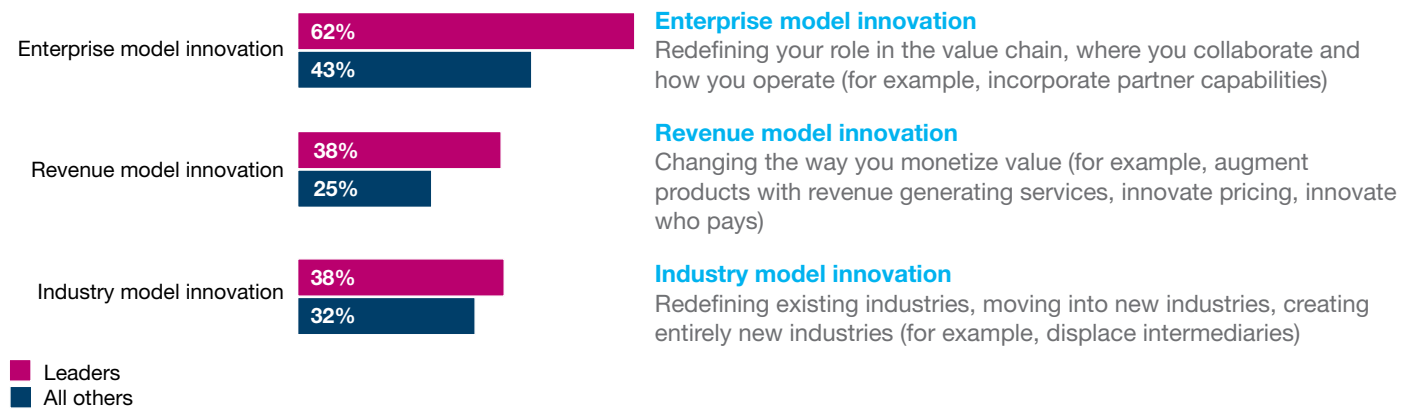 Enterprise model innovation
62%
43%
Enterprise model innovation
Redefining your role in the value chain, where you collaborate and
how you operate (for example, incorporate partner capabilities)
Revenue model innovation
38%
25%
Revenue model innovation
Changing the way you monetize value (for example, augment
products with revenue generating services, innovate pricing, innovate
who pays)
Industry model innovation
38%
32%
Industry model innovation
Redefining existing industries, moving into new industries, creating
entirely new industries (for example, displace intermediaries)
Leaders
All others